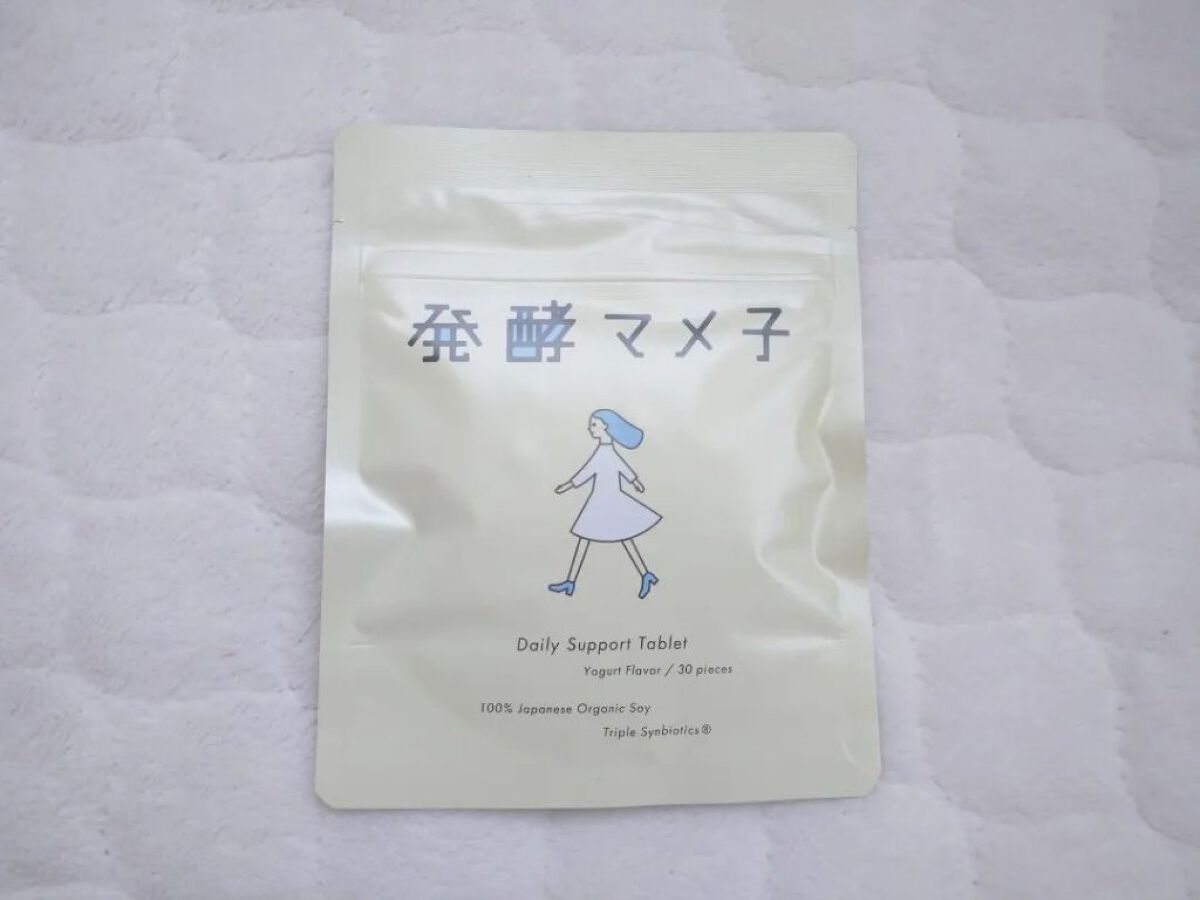 発酵マメ子
Daily Support Tablet
Yogurt Flavor / 30 pieces
100% Japanese Organic Soy
Triple Synbiotics®